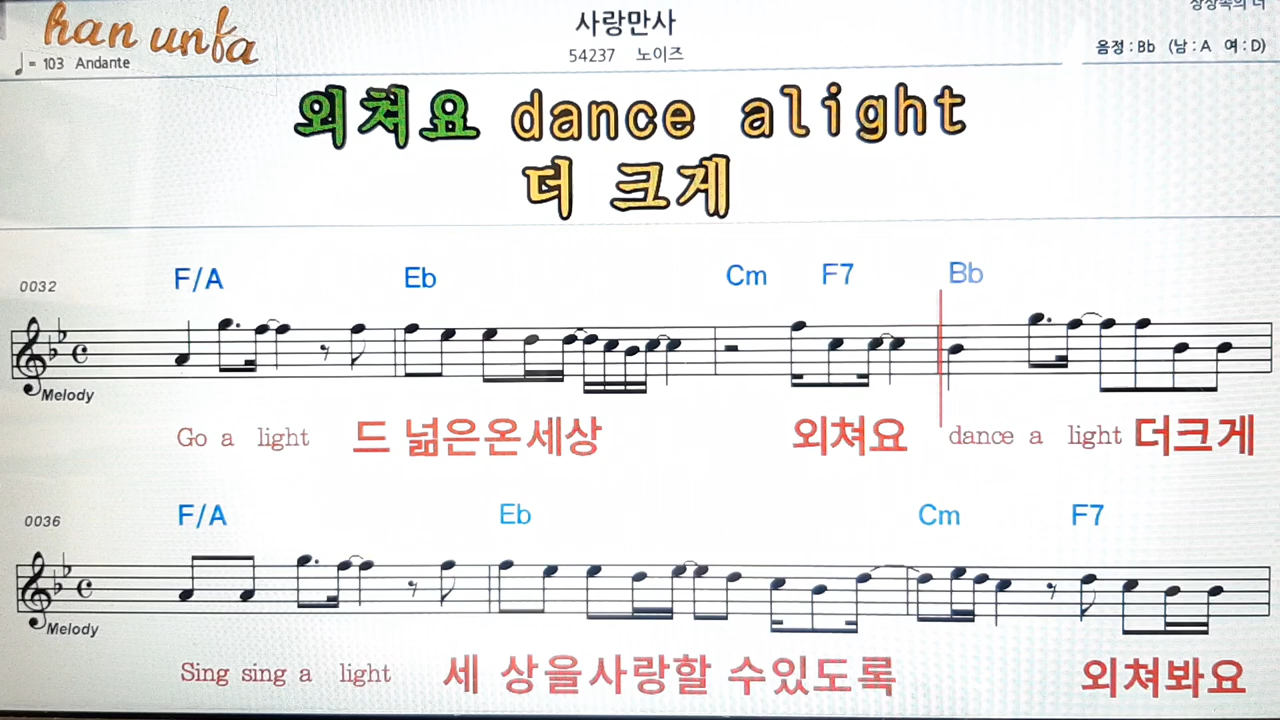 han unfa
사랑만사
♩ = 103 Andante
54237 노이즈
음정 : Bb (남 : A 여 : D)
외쳐요 dance alight
더 크게
0032 F/A Eb Cm F7 Bb
Melody
Go a light 드 넓은온세상 외쳐요 dance a light 더크게
0036 F/A Eb Cm F7
Melody
Sing sing a light 세 상을사랑할 수있도록 외쳐봐요